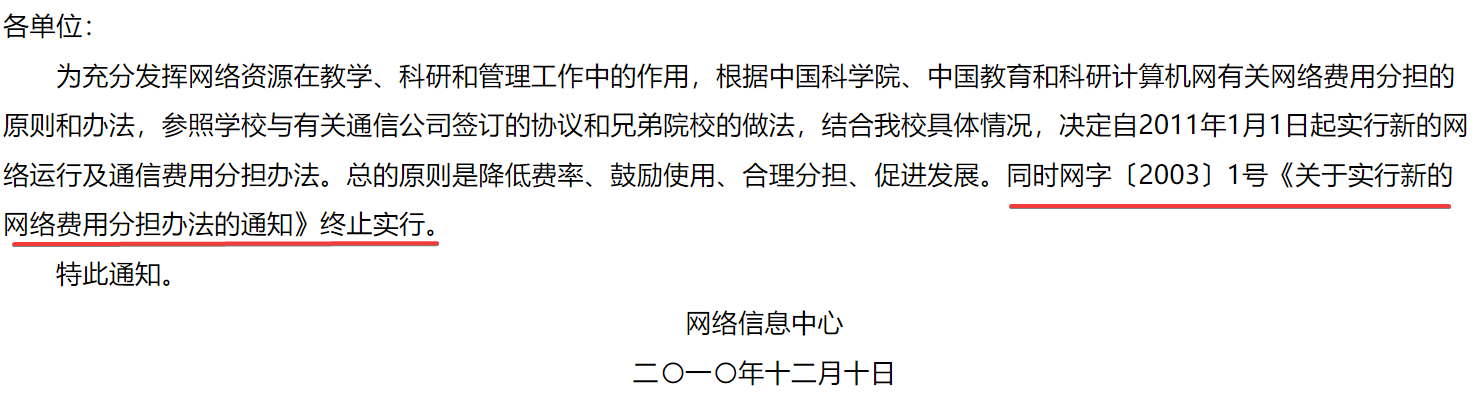 各单位：
为充分发挥网络资源在教学、科研和管理工作中的作用，根据中国科学院、中国教育和科研计算机网有关网络费用分担的
原则和办法，参照学校与有关通信公司签订的协议和兄弟院校的做法，结合我校具体情况，决定自2011年1月1日起实行新的网
络运行及通信费用分担办法。总的原则是降低费率、鼓励使用、合理分担、促进发展。同时网字〔2003〕1号《关于实行新的
网络费用分担办法的通知》终止实行。
特此通知。
网络信息中心
二〇一〇年十二月十日